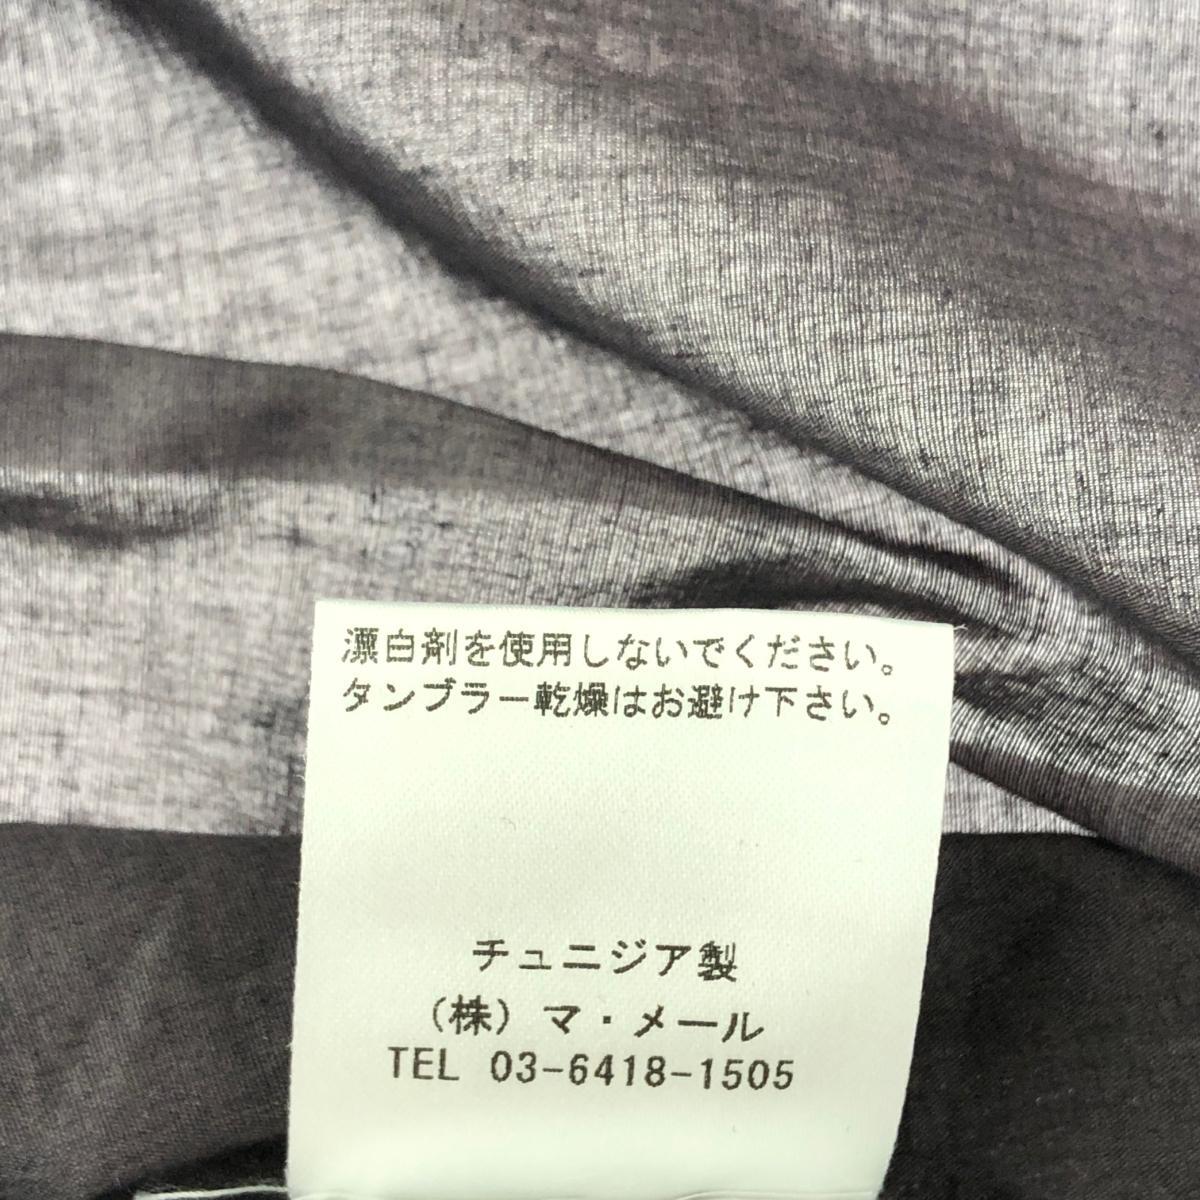 漂白剤を使用しないでください。
タンブラー乾燥はお避け下さい。
チュニジア製
（株）マ・メール
TEL 03-6418-1505